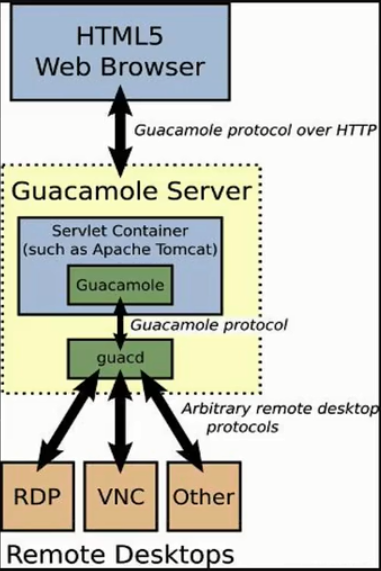 HTML5
Web Browser
Guacamole protocol over HTTP
Guacamole Server
Servlet Container
(such as Apache Tomcat)
Guacamole
Guacamole protocol
guacd
Arbitrary remote desktop
protocols
RDP
VNC
Other
Remote Desktops